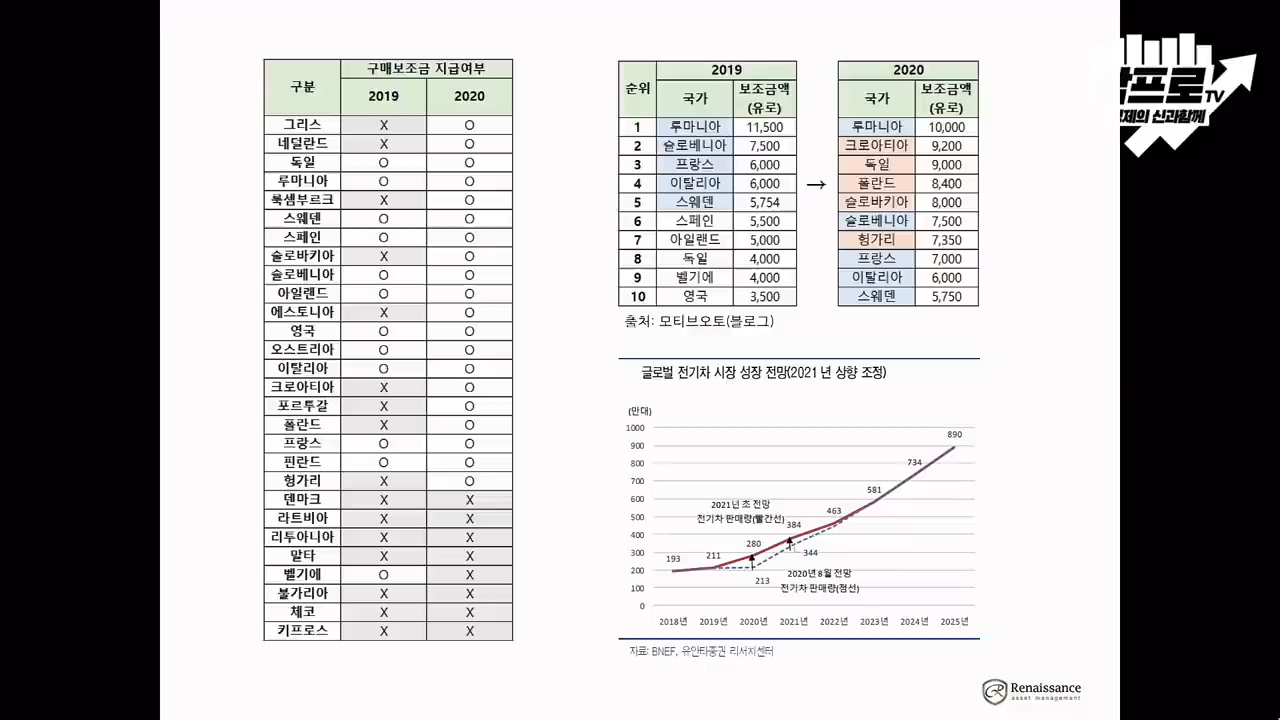 구분 구매보조금 지급여부
2019 2020
그리스 X O
네덜란드 X O
독일 O O
루마니아 O O
룩셈부르크 X O
스웨덴 O O
스페인 O O
슬로바키아 X O
슬로베니아 O O
아일랜드 O O
에스토니아 X O
영국 O O
오스트리아 O O
이탈리아 O O
크로아티아 X O
포르투갈 X O
폴란드 X O
프랑스 O O
핀란드 O O
헝가리 X O
덴마크 X X
라트비아 X X
리투아니아 X X
말타 X X
벨기에 O X
불가리아 X X
체코 X X
키프로스 X X
순위 2019
국가 보조금액
(유로)
1 루마니아 11,500
2 슬로베니아 7,500
3 프랑스 6,000
4 이탈리아 6,000
5 스웨덴 5,754
6 스페인 5,500
7 아일랜드 5,000
8 독일 4,000
9 벨기에 4,000
10 영국 3,500
→
2020
국가 보조금액
(유로)
루마니아 10,000
크로아티아 9,200
독일 9,000
폴란드 8,400
슬로바키아 8,000
슬로베니아 7,500
헝가리 7,350
프랑스 7,000
이탈리아 6,000
스웨덴 5,750
출처: 모티브오토(블로그)
글로벌 전기차 시장 성장 전망(2021년 상향 조정)
(만대)
1000
900
800
700
600
500
400
300
200
100
0
193 211 280 384 463 581 734 890
213 344
2021년 초 전망
전기차 판매량(빨간선)
2020년 8월 전망
전기차 판매량(점선)
2018년 2019년 2020년 2021년 2022년 2023년 2024년 2025년
자료: BNEF, 유안타증권 리서치센터
Renaissance
asset management
프로TV
신과함께